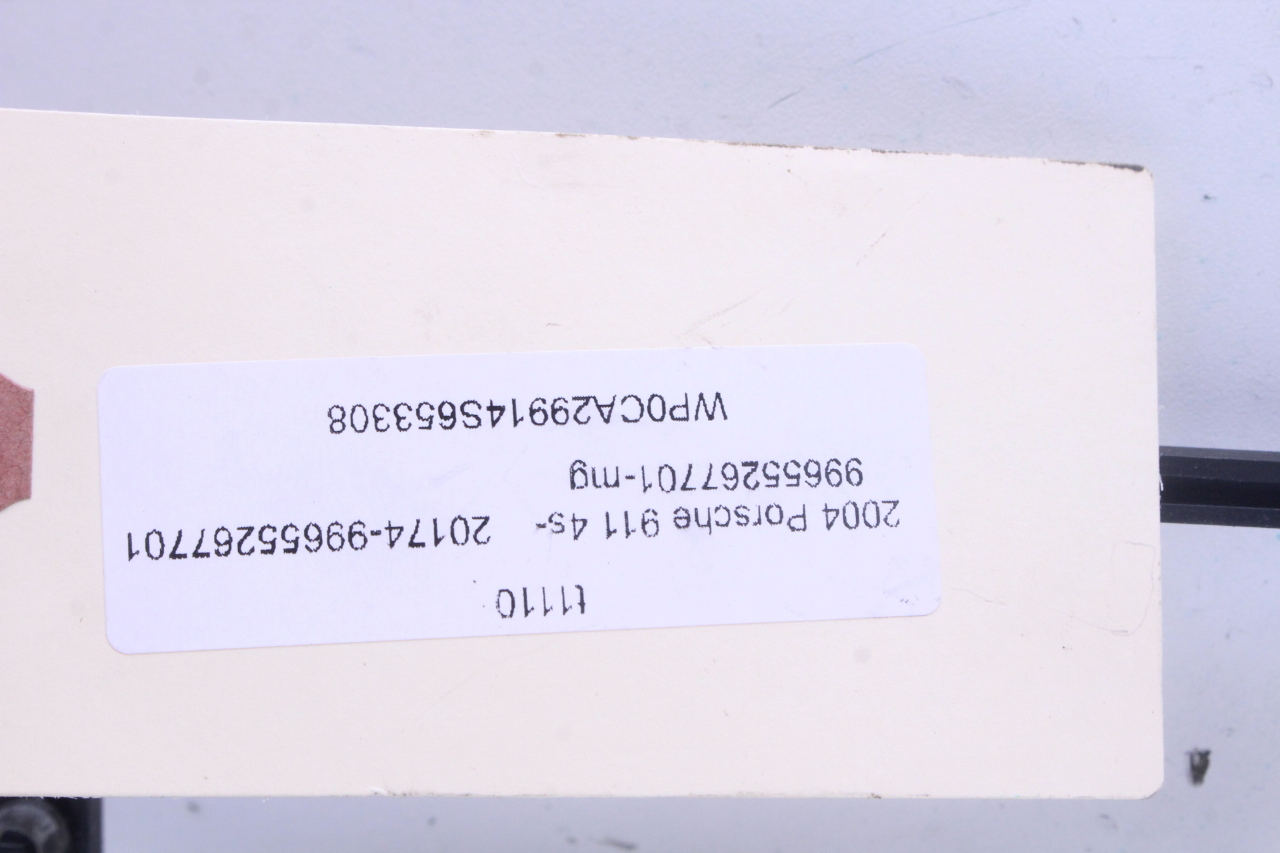 t1110
2004 Porsche 911 4s- 20174-99655267701
99655267701-mg
WP0CA29914S653308